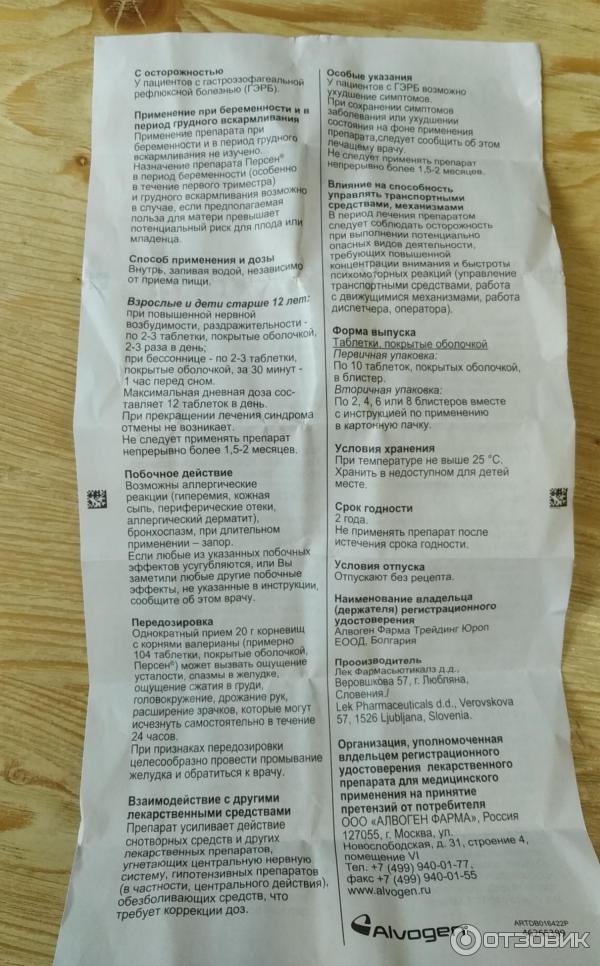 С осторожностью
У пациентов с гастроэзофагеальной
рефлюксной болезнью (ГЭРБ).
Применение при беременности и в
период грудного вскармливания
Применение препарата при
беременности и в период грудного
вскармливания не изучено.
Назначение препарата Персен®
в период беременности (особенно
в течение первого триместра)
и грудного вскармливания возможно
в случае, если предполагаемая
польза для матери превышает
потенциальный риск для плода или
младенца.
Способ применения и дозы
Внутрь, запивая водой, независимо
от приема пищи.
Взрослые и дети старше 12 лет:
при повышенной нервной
возбудимости, раздражительности -
по 2-3 таблетки, покрытые оболочкой,
2-3 раза в день;
при бессоннице - по 2-3 таблетки,
покрытые оболочкой, за 30 минут -
1 час перед сном.
Максимальная дневная доза сос-
тавляет 12 таблеток в день.
При прекращении лечения синдрома
отмены не возникает.
Не следует применять препарат
непрерывно более 1,5-2 месяцев.
Побочное действие
Возможны аллергические
реакции (гиперемия, кожная
сыпь, периферические отеки,
аллергический дерматит),
бронхоспазм, при длительном
применении – запор.
Если любые из указанных побочных
эффектов усугубляются, или Вы
заметили любые другие побочные
эффекты, не указанные в инструкции,
сообщите об этом врачу.
Передозировка
Однократный прием 20 г корневищ
с корнями валерианы (примерно
104 таблетки, покрытые оболочкой,
Персен®) может вызвать ощущение
усталости, спазмы в желудке,
ощущение сжатия в груди,
головокружение, дрожание рук,
расширение зрачков, которые могут
исчезнуть самостоятельно в течение
24 часов.
При признаках передозировки
целесообразно провести промывание
желудка и обратиться к врачу.
Взаимодействие с другими
лекарственными средствами
Препарат усиливает действие
снотворных средств и других
лекарственных препаратов,
угнетающих центральную нервную
систему, гипотензивных препаратов
(в частности, центрального действия),
обезболивающих средств, что
требует коррекции доз.
Особые указания
У пациентов с ГЭРБ возможно
ухудшение симптомов.
При сохранении симптомов
заболевания или ухудшении
состояния на фоне применения
препарата, следует сообщить об этом
лечащему врачу.
Не следует применять препарат
непрерывно более 1,5-2 месяцев.
Влияние на способность
управлять транспортными
средствами, механизмами
В период лечения препаратом
следует соблюдать осторожность
при выполнении потенциально
опасных видов деятельности,
требующих повышенной
концентрации внимания и быстроты
психомоторных реакций (управление
транспортными средствами, работа
с движущимися механизмами, работа
диспетчера, оператора).
Форма выпуска
Таблетки, покрытые оболочкой
Первичная упаковка:
По 10 таблеток, покрытых оболочкой,
в блистер.
Вторичная упаковка:
По 2, 4, 6 или 8 блистеров вместе
с инструкцией по применению
в картонную пачку.
Условия хранения
При температуре не выше 25 °C.
Хранить в недоступном для детей
месте.
Срок годности
2 года.
Не применять препарат после
истечения срока годности.
Условия отпуска
Отпускают без рецепта.
Наименование владельца
(держателя) регистрационного
удостоверения
Алвоген Фарма Трейдинг Юроп
ЕООД, Болгария
Производитель
Лек Фармасьютикалз д.д.,
Веровшкова 57, г. Любляна,
Словения./
Lek Pharmaceuticals d.d., Verovskova
57, 1526 Ljubljana, Slovenia.
Организация, уполномоченная
владельцем регистрационного
удостоверения лекарственного
препарата для медицинского
применения на принятие
претензий от потребителя
ООО «АЛВОГЕН ФАРМА», Россия
127055, г. Москва, ул.
Новослободская, д. 31, строение 4,
помещение VI
Тел. +7 (499) 940-01-77,
факс +7 (499) 940-01-55
www.alvogen.ru
Alvogen
ARTDB016422P
ОТЗОВИК